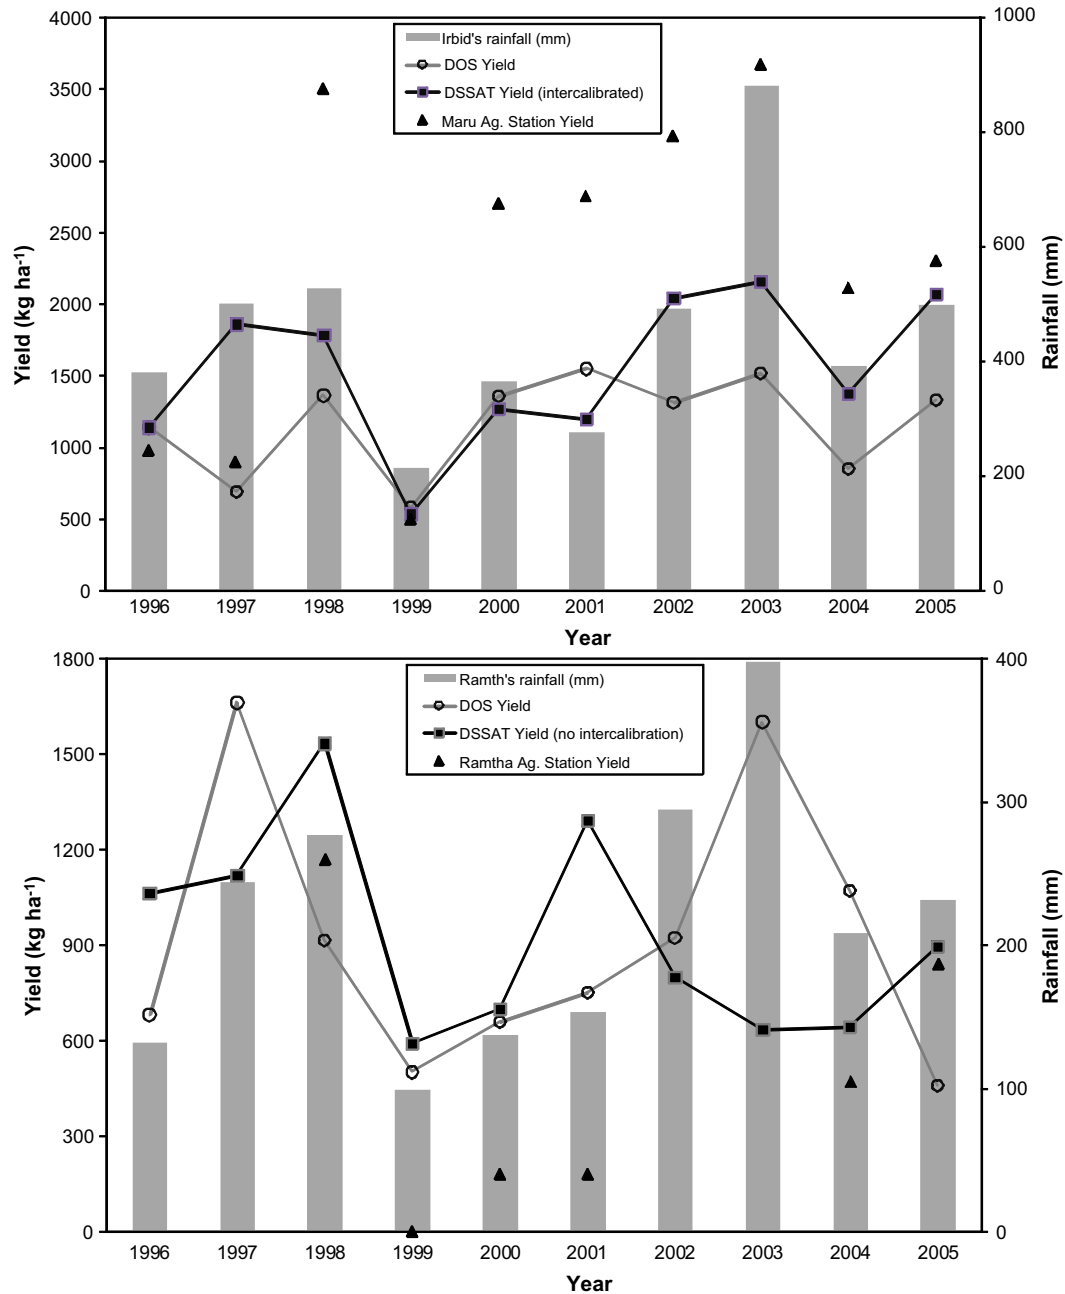 4000
3500
3000
2500
2000
1500
1000
500
0
Yield (kg ha-1)
Irbid's rainfall (mm)
DOS Yield
DSSAT Yield (intercalibrated)
Maru Ag. Station Yield
1000
800
600
400
200
0
Rainfall (mm)
1996 1997 1998 1999 2000 2001 2002 2003 2004 2005
Year
1800
1500
1200
900
600
300
0
Yield (kg ha-1)
Ramth's rainfall (mm)
DOS Yield
DSSAT Yield (no intercalibration)
Ramtha Ag. Station Yield
400
300
200
100
0
Rainfall (mm)
1996 1997 1998 1999 2000 2001 2002 2003 2004 2005
Year